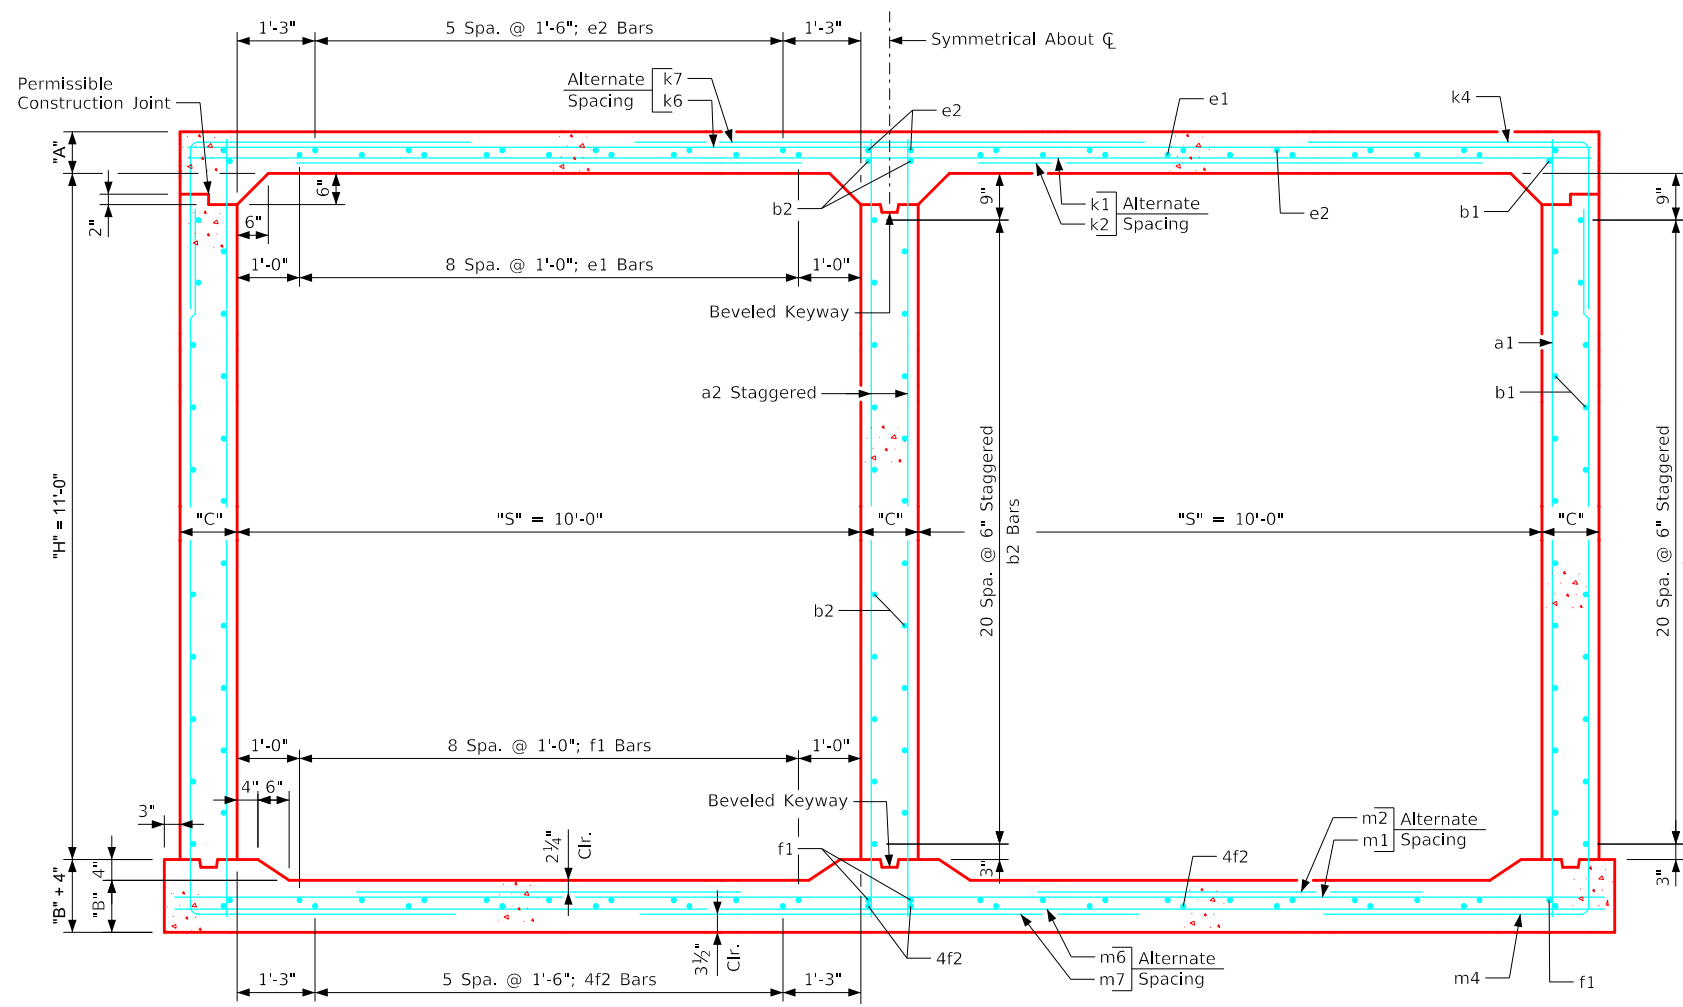 1'-3"
5 Spa. @ 1'-6"; e2 Bars
1'-3"
Symmetrical About ℄
Permissible
Construction Joint
Alternate
Spacing
k7
k6
e2
e1
k4
"A"
2"
6"
6"
b2
9"
k1
k2
Alternate
Spacing
e2
b1
9"
1'-0"
8 Spa. @ 1'-0"; e1 Bars
1'-0"
Beveled Keyway
a1
a2 Staggered
b1
"H" = 11'-0"
"C"
"S" = 10'-0"
"C"
20 Spa. @ 6" Staggered
b2 Bars
"S" = 10'-0"
"C"
20 Spa. @ 6" Staggered
b2
1'-0"
8 Spa. @ 1'-0"; f1 Bars
1'-0"
4"
6"
3"
Beveled Keyway
m2
m1
Alternate
Spacing
2¼"
Clr.
f1
4f2
3"
3"
4"
"B" + 4"
"B"
3½"
Clr.
4f2
m6
m7
Alternate
Spacing
m4
f1
1'-3"
5 Spa. @ 1'-6"; 4f2 Bars
1'-3"